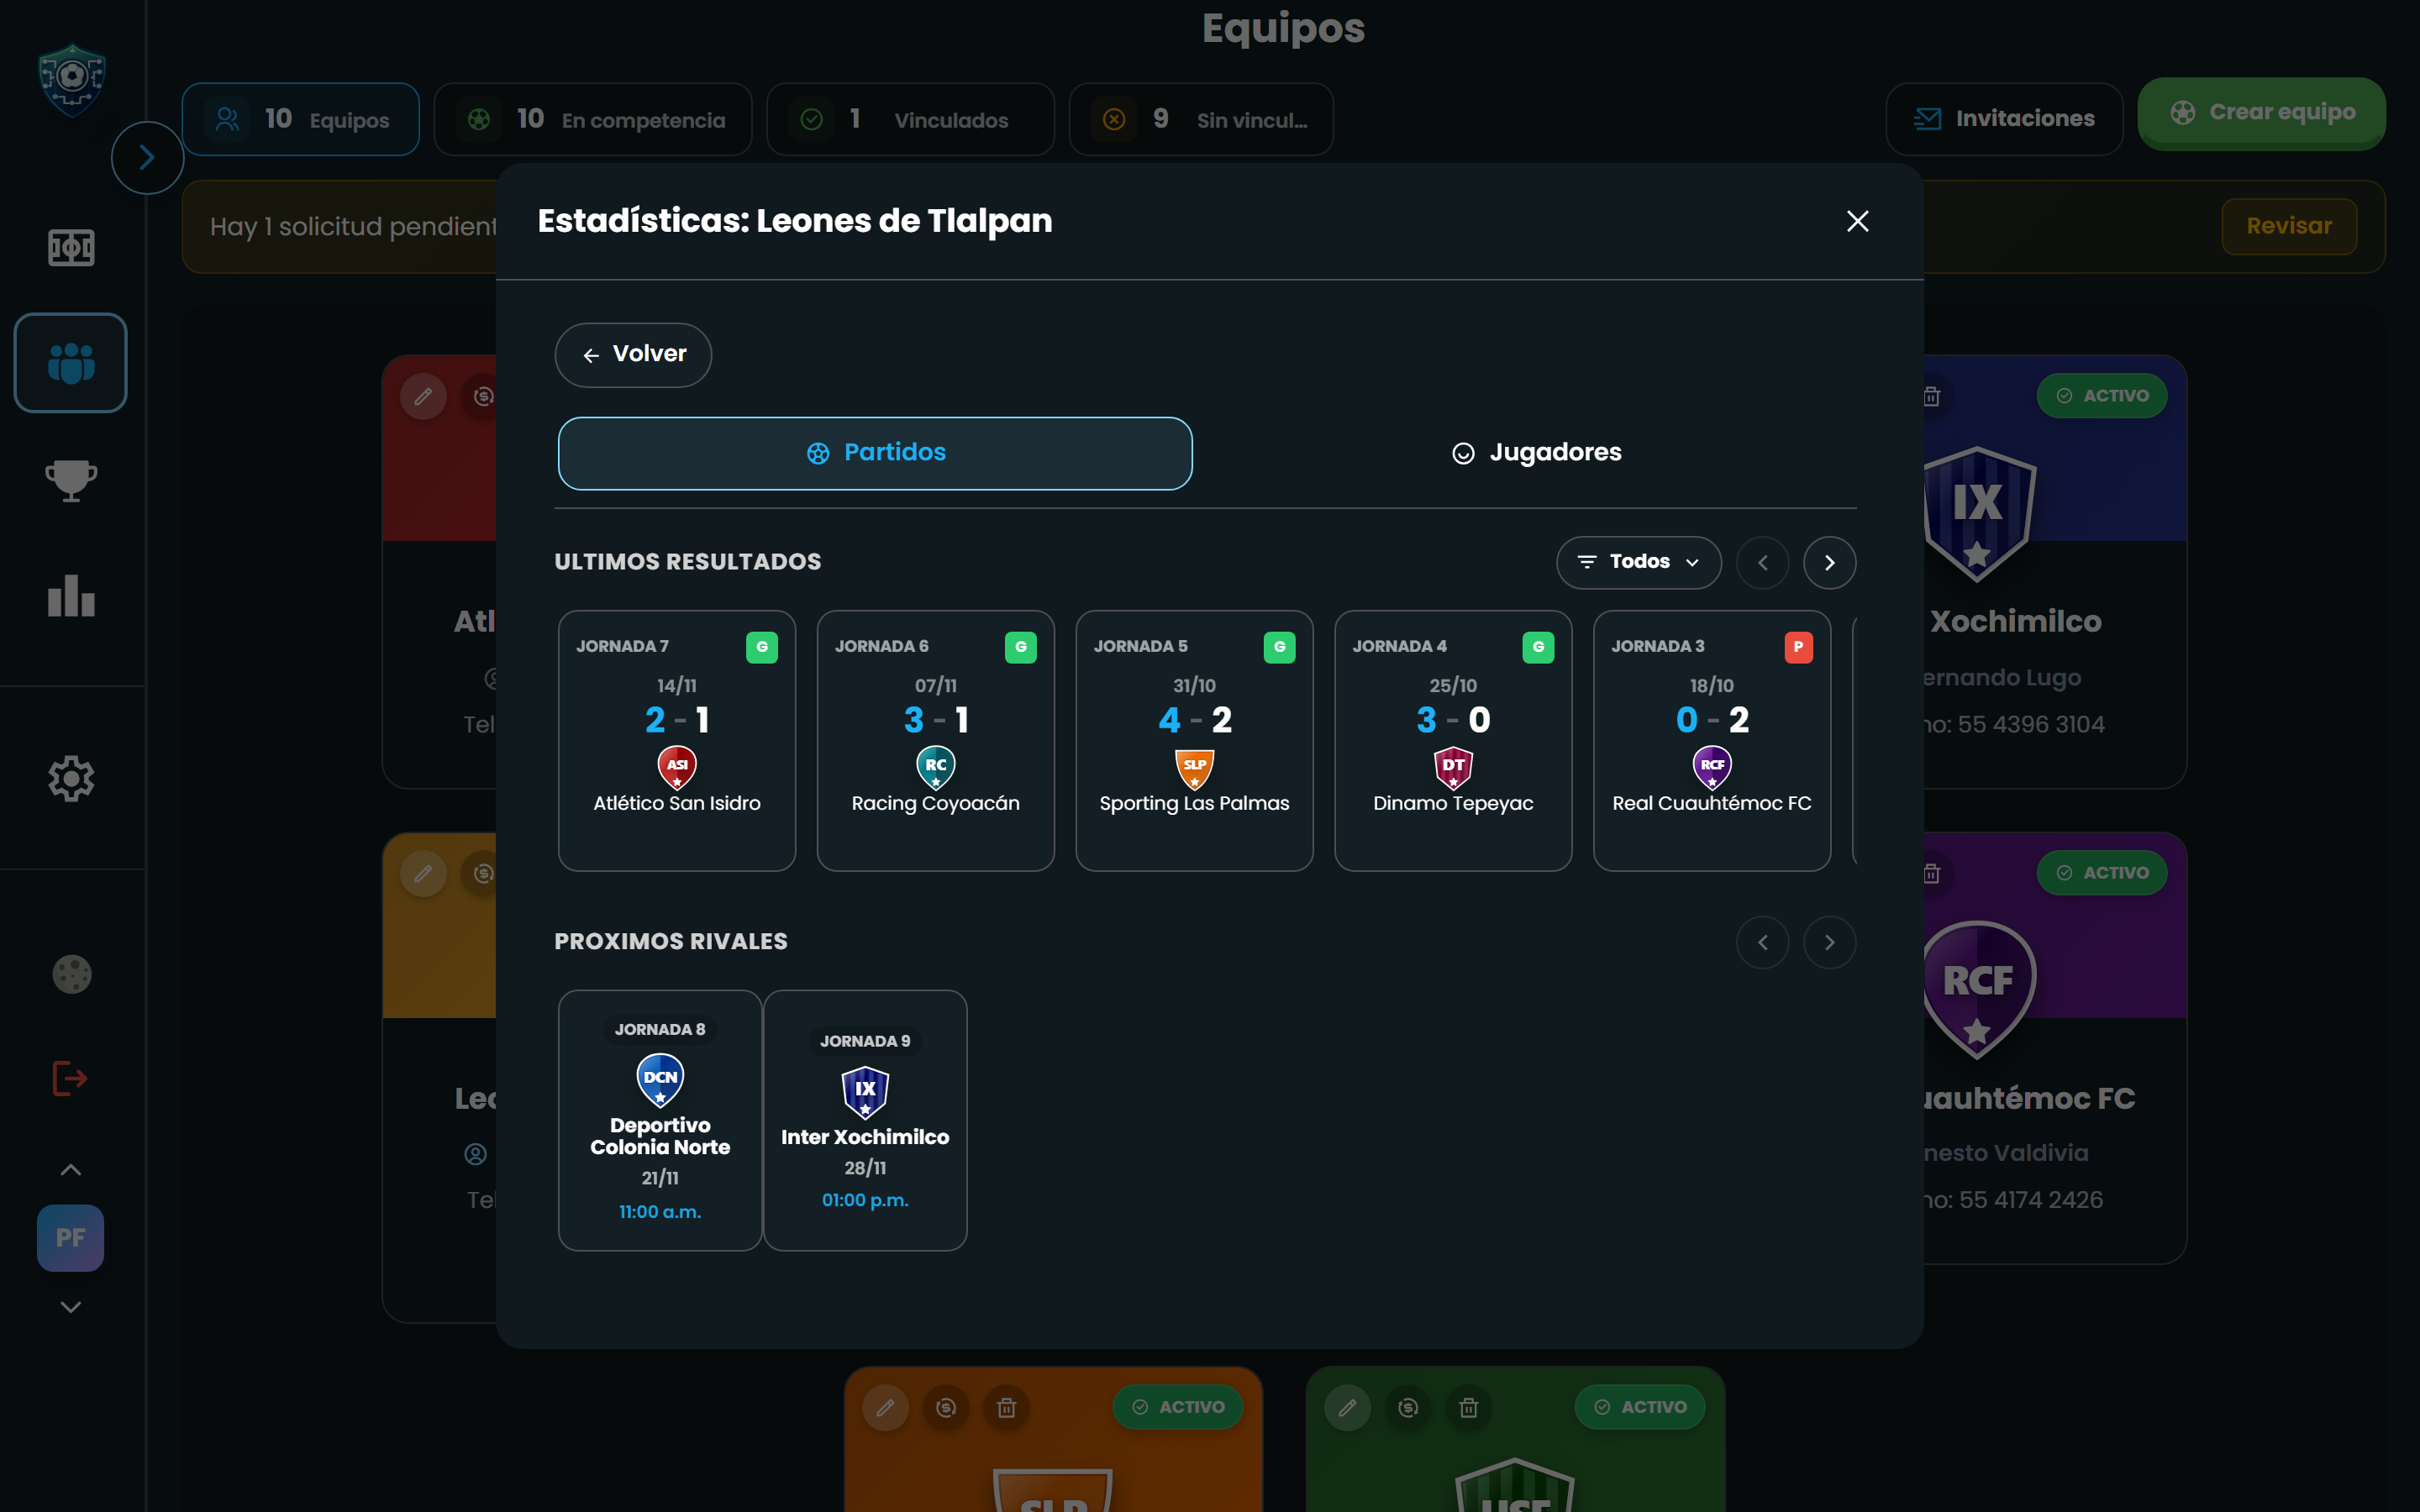 Equipos
10 Equipos
10 En competencia
1 Vinculados
9 Sin vincul...
Invitaciones
Crear equipo
Hay 1 solicitud pendient
Revisar
Estadísticas: Leones de Tlalpan
Volver
Partidos
Jugadores
ULTIMOS RESULTADOS
Todos
JORNADA 7
G
14/11
2 - 1
ASI
Atlético San Isidro
JORNADA 6
G
07/11
3 - 1
RC
Racing Coyoacán
JORNADA 5
G
31/10
4 - 2
SLP
Sporting Las Palmas
JORNADA 4
G
25/10
3 - 0
DT
Dinamo Tepeyac
JORNADA 3
P
18/10
0 - 2
RCF
Real Cuauhtémoc FC
PROXIMOS RIVALES
JORNADA 8
DCN
Deportivo
Colonia Norte
21/11
11:00 a.m.
JORNADA 9
IX
Inter Xochimilco
28/11
01:00 p.m.
Atl
Tel
ACTIVO
IX
Xochimilco
ernando Lugo
no: 55 4396 3104
Leo
Tel
ACTIVO
RCF
uauhtémoc FC
nesto Valdivia
no: 55 4174 2426
PF
ACTIVO
SLP
ACTIVO